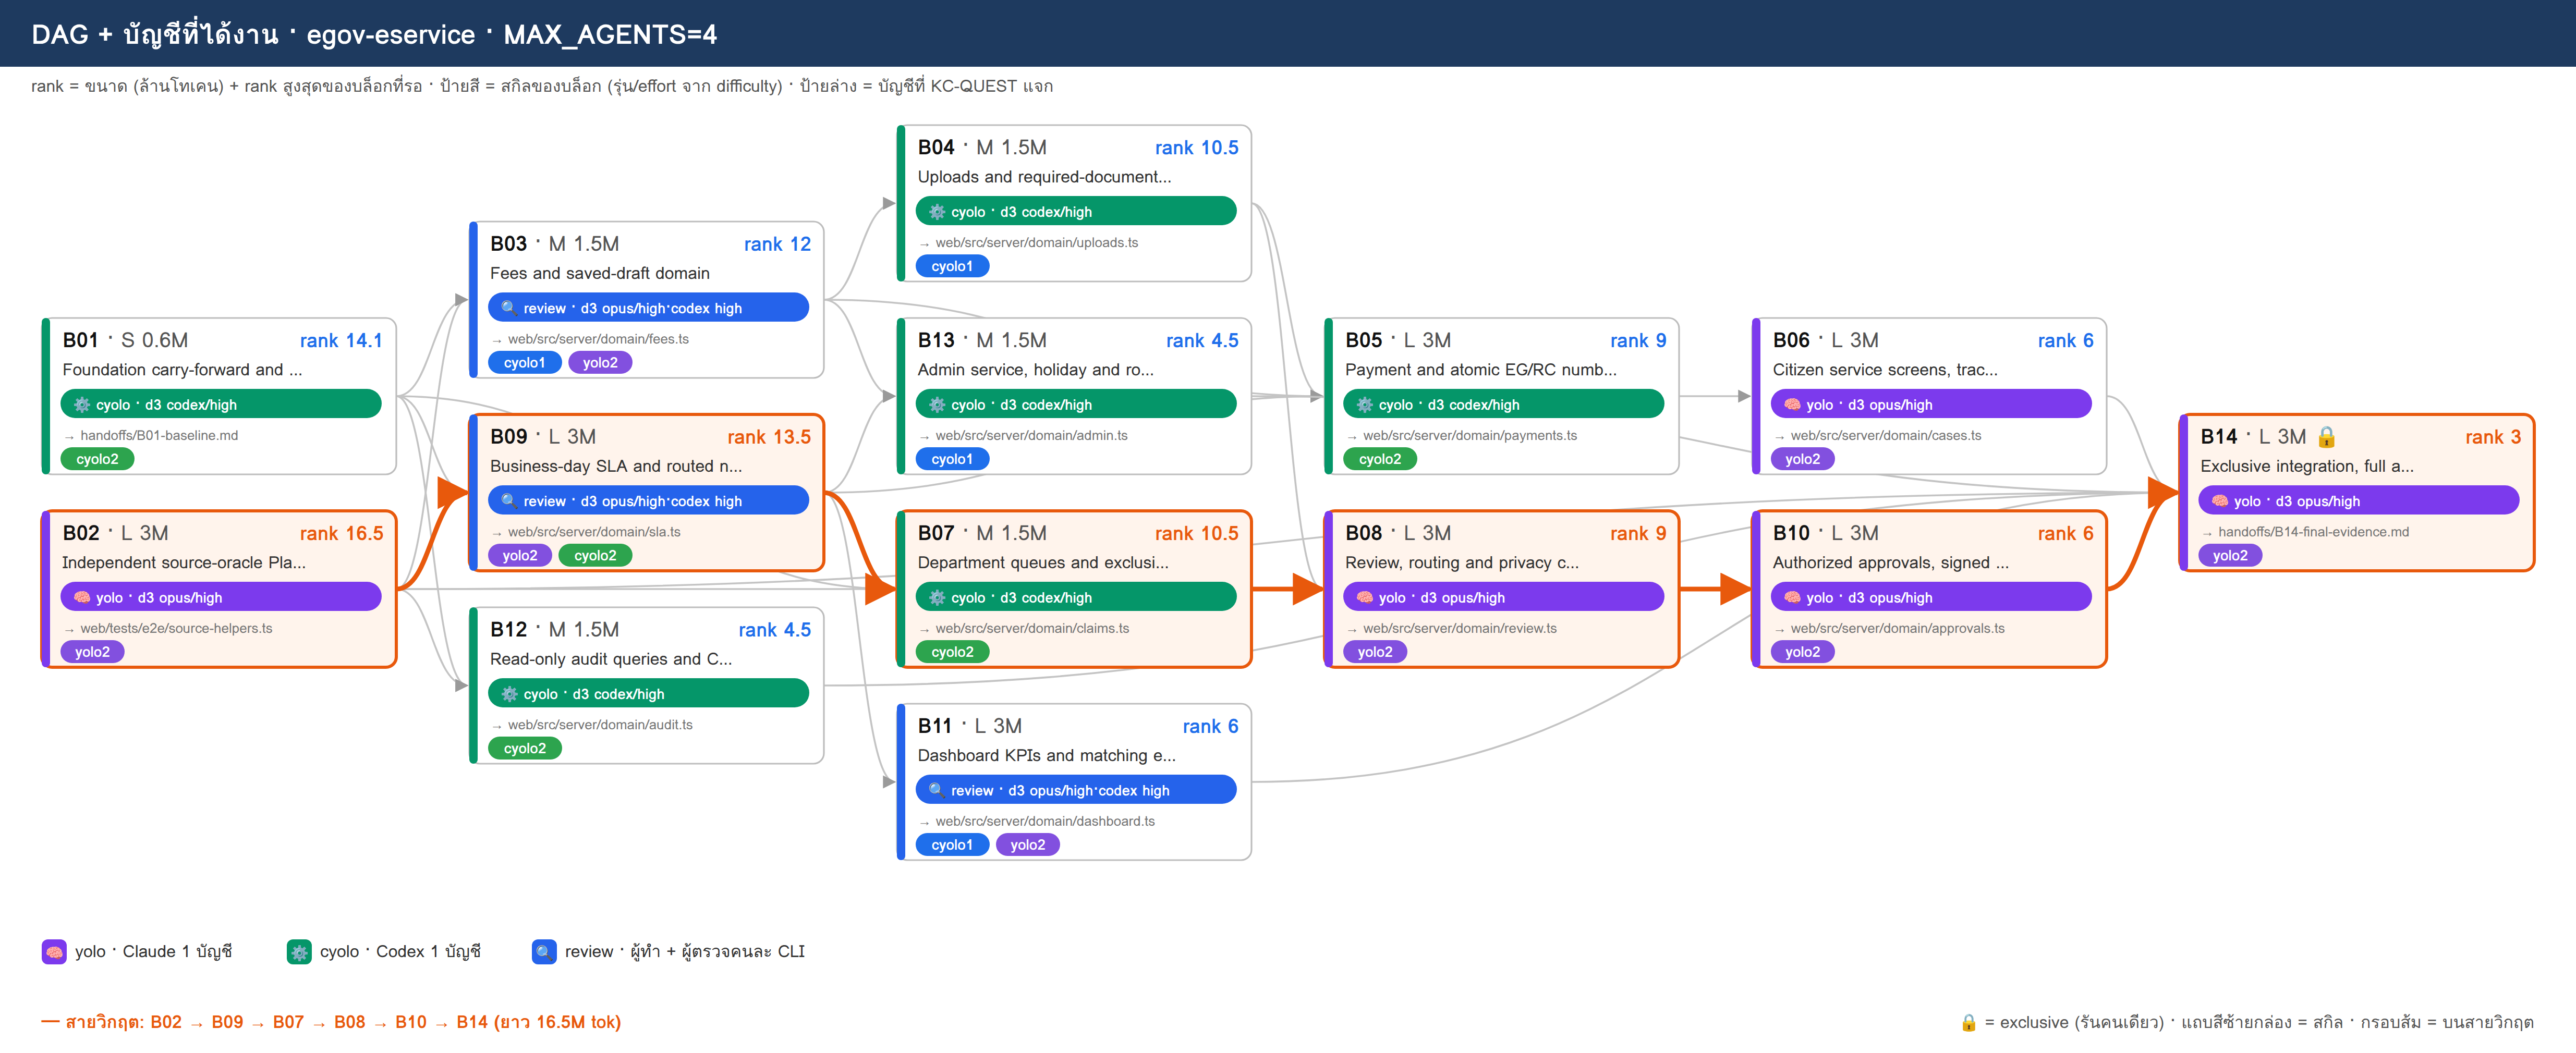 DAG + บัญชีที่ได้งาน · egov-eservice · MAX_AGENTS=4
rank = ขนาด (ล้านโทเคน) + rank สูงสุดของบล็อกที่รอ · ป้ายสี = สกิลของบล็อก (รุ่น/effort จาก difficulty) · ป้ายล่าง = บัญชีที่ KC-QUEST แจก
B01 · S 0.6M rank 14.1
Foundation carry-forward and ...
cyolo · d3 codex/high
→ handoffs/B01-baseline.md
cyolo2
B02 · L 3M rank 16.5
Independent source-oracle Pla...
yolo · d3 opus/high
→ web/tests/e2e/source-helpers.ts
yolo2
B03 · M 1.5M rank 12
Fees and saved-draft domain
review · d3 opus/high·codex high
→ web/src/server/domain/fees.ts
cyolo1 yolo2
B09 · L 3M rank 13.5
Business-day SLA and routed n...
review · d3 opus/high·codex high
→ web/src/server/domain/sla.ts
yolo2 cyolo2
B12 · M 1.5M rank 4.5
Read-only audit queries and C...
cyolo · d3 codex/high
→ web/src/server/domain/audit.ts
cyolo2
B04 · M 1.5M rank 10.5
Uploads and required-document...
cyolo · d3 codex/high
→ web/src/server/domain/uploads.ts
cyolo1
B13 · M 1.5M rank 4.5
Admin service, holiday and ro...
cyolo · d3 codex/high
→ web/src/server/domain/admin.ts
cyolo1
B07 · M 1.5M rank 10.5
Department queues and exclusi...
cyolo · d3 codex/high
→ web/src/server/domain/claims.ts
cyolo2
B11 · L 3M rank 6
Dashboard KPIs and matching e...
review · d3 opus/high·codex high
→ web/src/server/domain/dashboard.ts
cyolo1 yolo2
B05 · L 3M rank 9
Payment and atomic EG/RC numb...
cyolo · d3 codex/high
→ web/src/server/domain/payments.ts
cyolo2
B08 · L 3M rank 9
Review, routing and privacy c...
yolo · d3 opus/high
→ web/src/server/domain/review.ts
yolo2
B06 · L 3M rank 6
Citizen service screens, trac...
yolo · d3 opus/high
→ web/src/server/domain/cases.ts
yolo2
B10 · L 3M rank 6
Authorized approvals, signed ...
yolo · d3 opus/high
→ web/src/server/domain/approvals.ts
yolo2
B14 · L 3M 🔒 rank 3
Exclusive integration, full a...
yolo · d3 opus/high
→ handoffs/B14-final-evidence.md
yolo2
yolo · Claude 1 บัญชี
cyolo · Codex 1 บัญชี
review · ผู้ทำ + ผู้ตรวจคนละ CLI
— สายวิกฤต: B02 → B09 → B07 → B08 → B10 → B14 (ยาว 16.5M tok)
🔒 = exclusive (รันคนเดียว) · แถบสีซ้ายกล่อง = สกิล · กรอบส้ม = บนสายวิกฤต